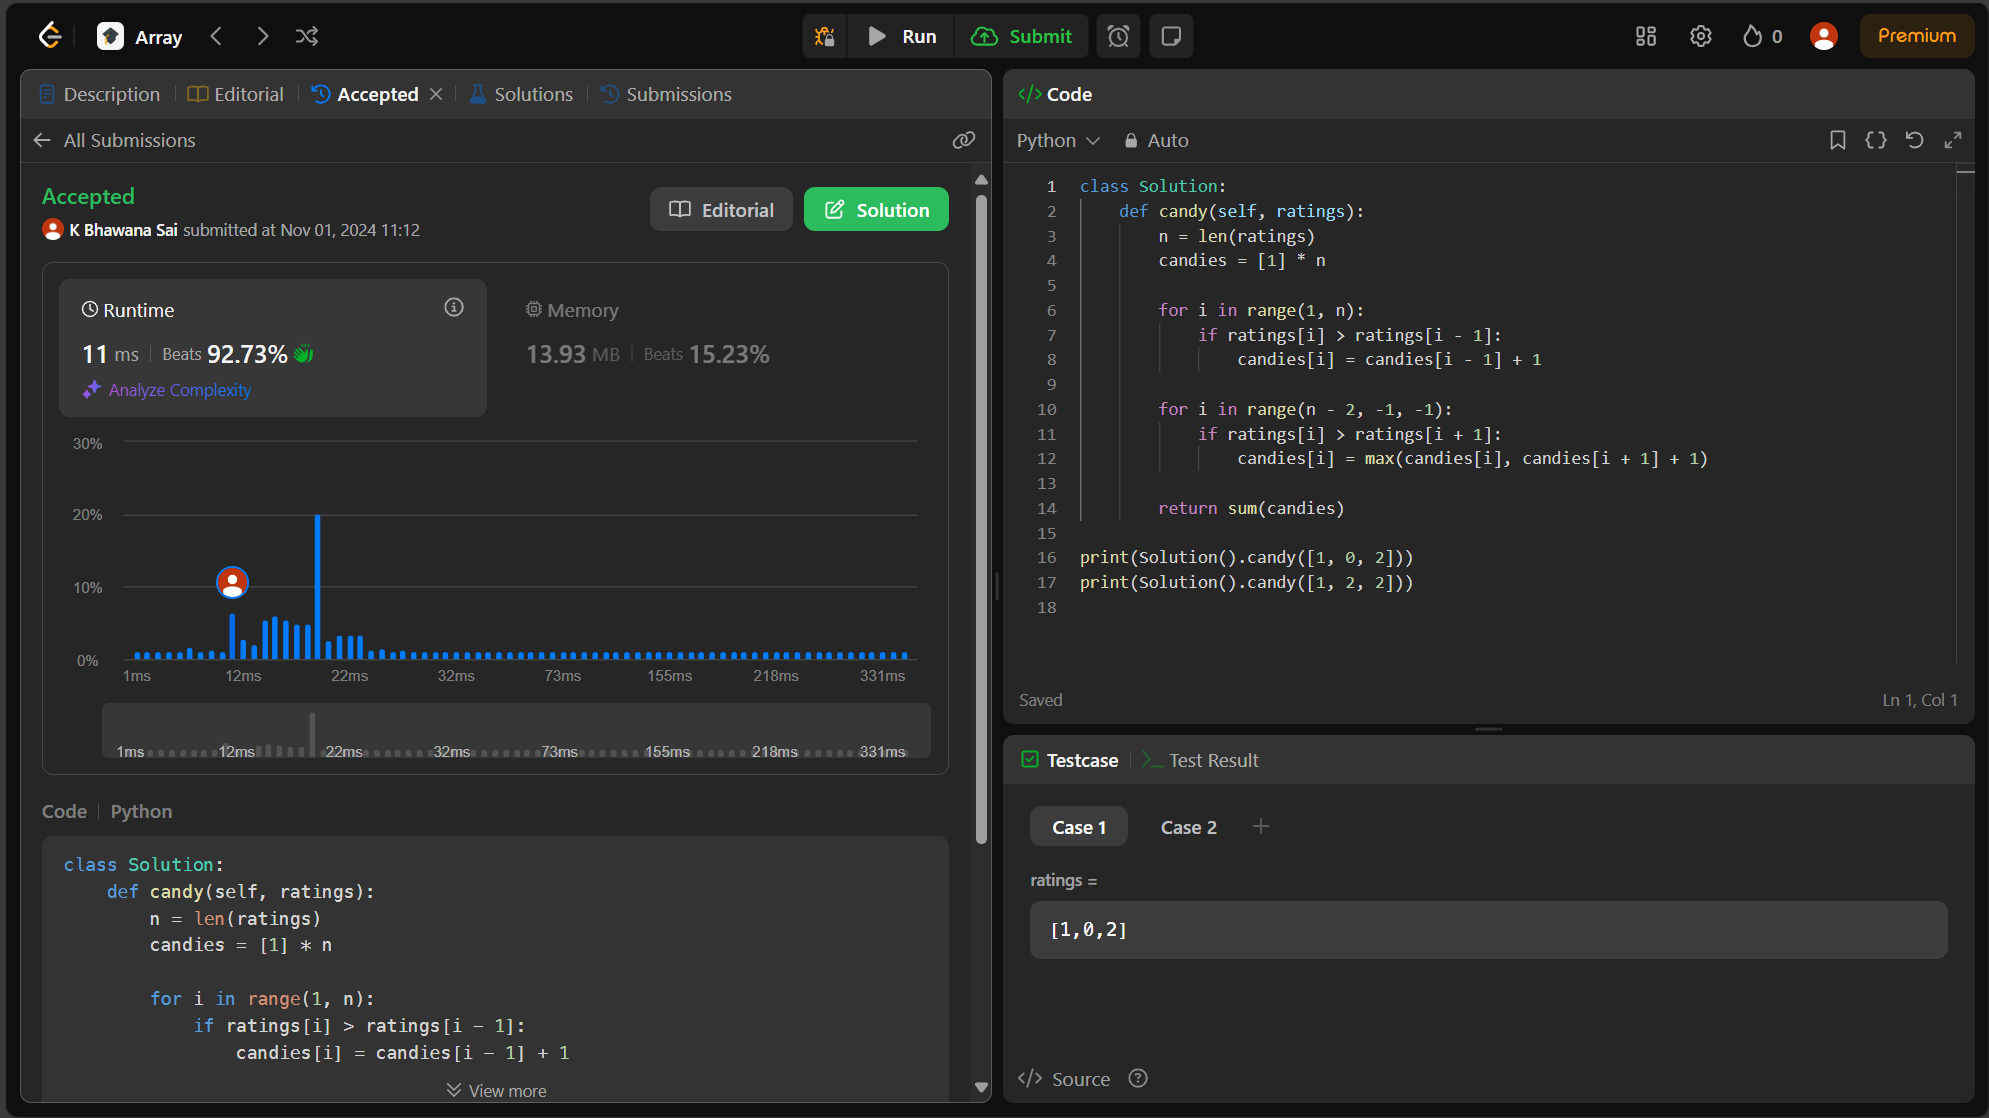 Array
Run
Submit
0
Premium
Description
Editorial
Accepted
Solutions
Submissions
All Submissions
Accepted
Editorial
Solution
K Bhawana Sai submitted at Nov 01, 2024 11:12
Runtime
11 ms
Beats 92.73%
Analyze Complexity
Memory
13.93 MB
Beats 15.23%
30%
20%
10%
0%
1ms 12ms 22ms 32ms 73ms 155ms 218ms 331ms
1ms 12ms 22ms 32ms 73ms 155ms 218ms 331ms
Code
Python
class Solution:
    def candy(self, ratings):
        n = len(ratings)
        candies = [1] * n
        for i in range(1, n):
            if ratings[i] > ratings[i - 1]:
                candies[i] = candies[i - 1] + 1
View more
Code
Python
Auto
1 class Solution:
2     def candy(self, ratings):
3         n = len(ratings)
4         candies = [1] * n
5
6         for i in range(1, n):
7             if ratings[i] > ratings[i - 1]:
8                 candies[i] = candies[i - 1] + 1
9
10         for i in range(n - 2, -1, -1):
11             if ratings[i] > ratings[i + 1]:
12                 candies[i] = max(candies[i], candies[i + 1] + 1)
13
14         return sum(candies)
15
16 print(Solution().candy([1, 0, 2]))
17 print(Solution().candy([1, 2, 2]))
18
Saved
Ln 1, Col 1
Testcase
Test Result
Case 1
Case 2
ratings =
[1,0,2]
Source